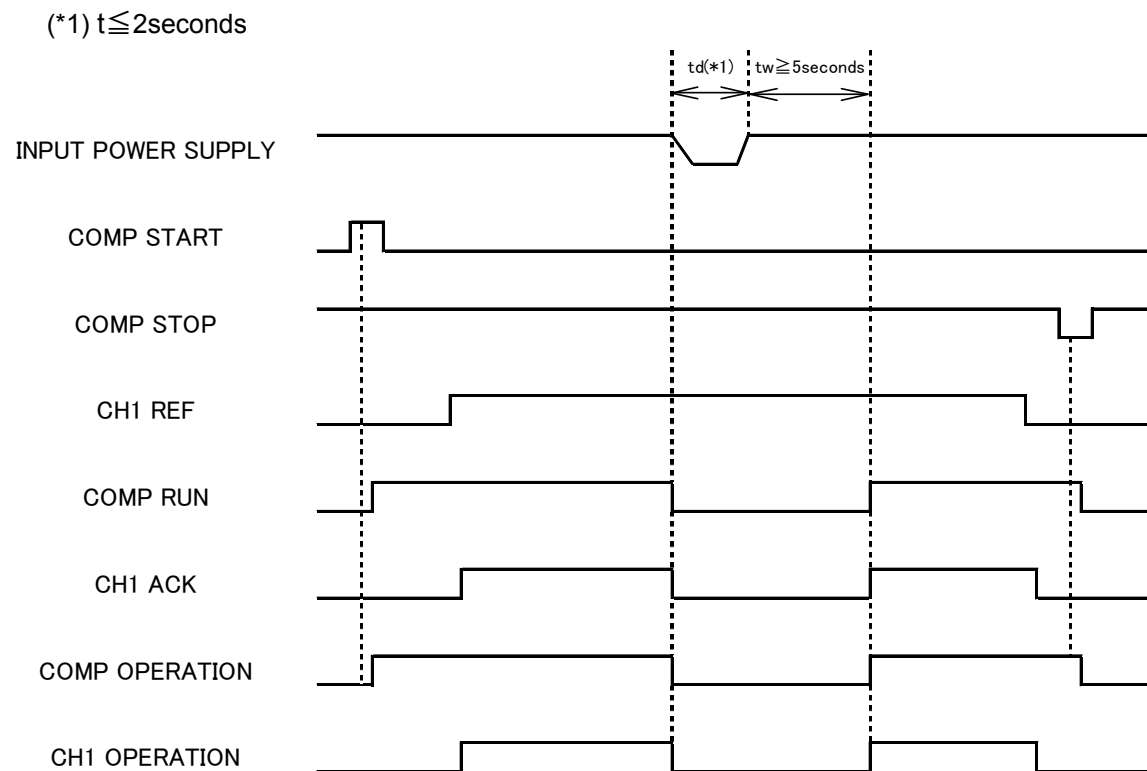 (*1) t≦2seconds
td(*1) tw≧5seconds
INPUT POWER SUPPLY
COMP START
COMP STOP
CH1 REF
COMP RUN
CH1 ACK
COMP OPERATION
CH1 OPERATION